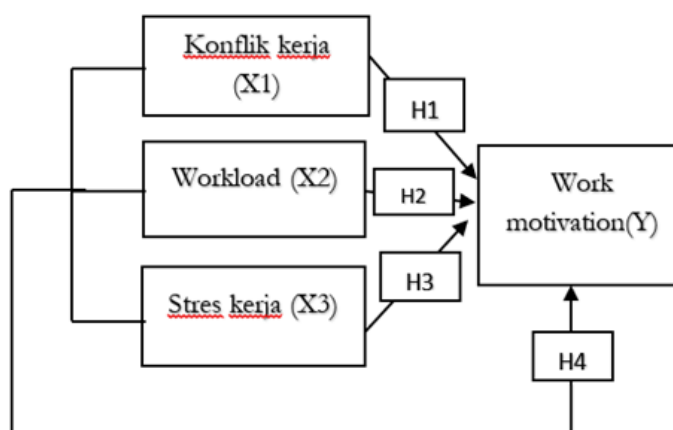 Konflik kerja
(X1)
H1
Workload (X2)
H2
Work
motivation(Y)
Stres kerja (X3)
H3
H4